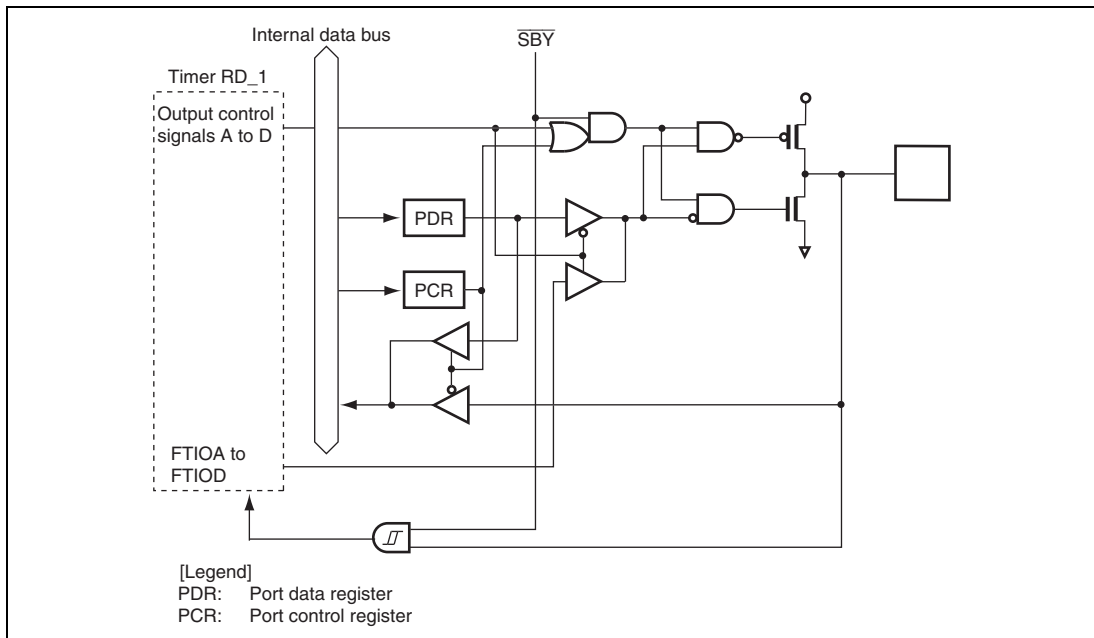 Internal data bus
SBY
Timer RD_1
Output control
signals A to D
PDR
PCR
FTIOA to
FTIOD
[Legend]
PDR: Port data register
PCR: Port control register